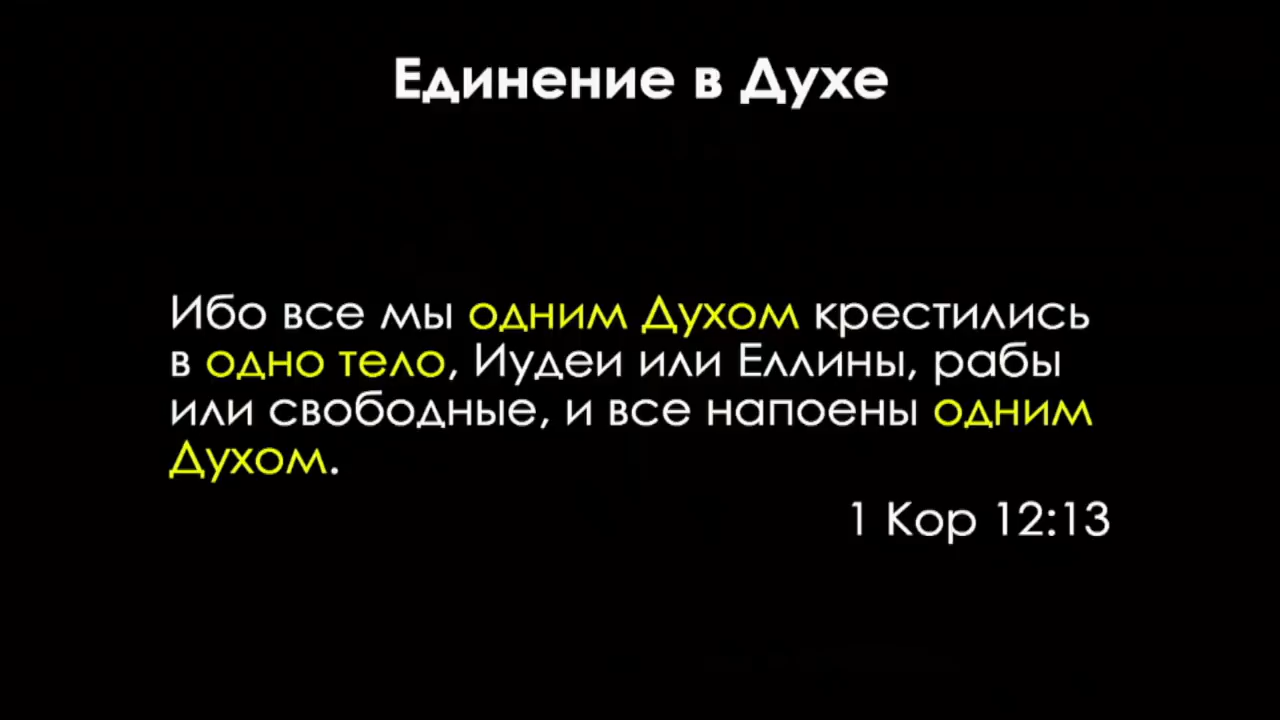 Единение в Духе
Ибо все мы одним Духом крестились
в одно тело, Иудеи или Еллины, рабы
или свободные, и все напоены одним
Духом.
1 Кор 12:13